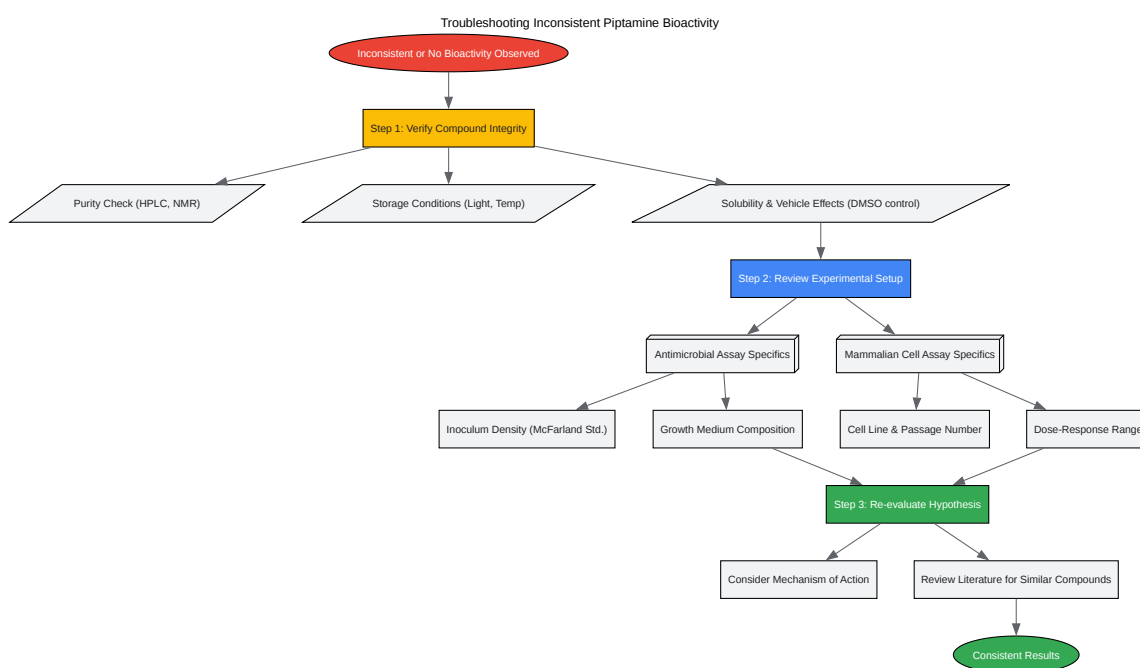 Troubleshooting Inconsistent Piptamine Bioactivity
Inconsistent or No Bioactivity Observed
Step 1: Verify Compound Integrity
Purity Check (HPLC, NMR)
Storage Conditions (Light, Temp)
Solubility & Vehicle Effects (DMSO control)
Step 2: Review Experimental Setup
Antimicrobial Assay Specifics
Mammalian Cell Assay Specifics
Inoculum Density (McFarland Std.)
Growth Medium Composition
Cell Line & Passage Number
Dose-Response Range
Step 3: Re-evaluate Hypothesis
Consider Mechanism of Action
Review Literature for Similar Compounds
Consistent Results